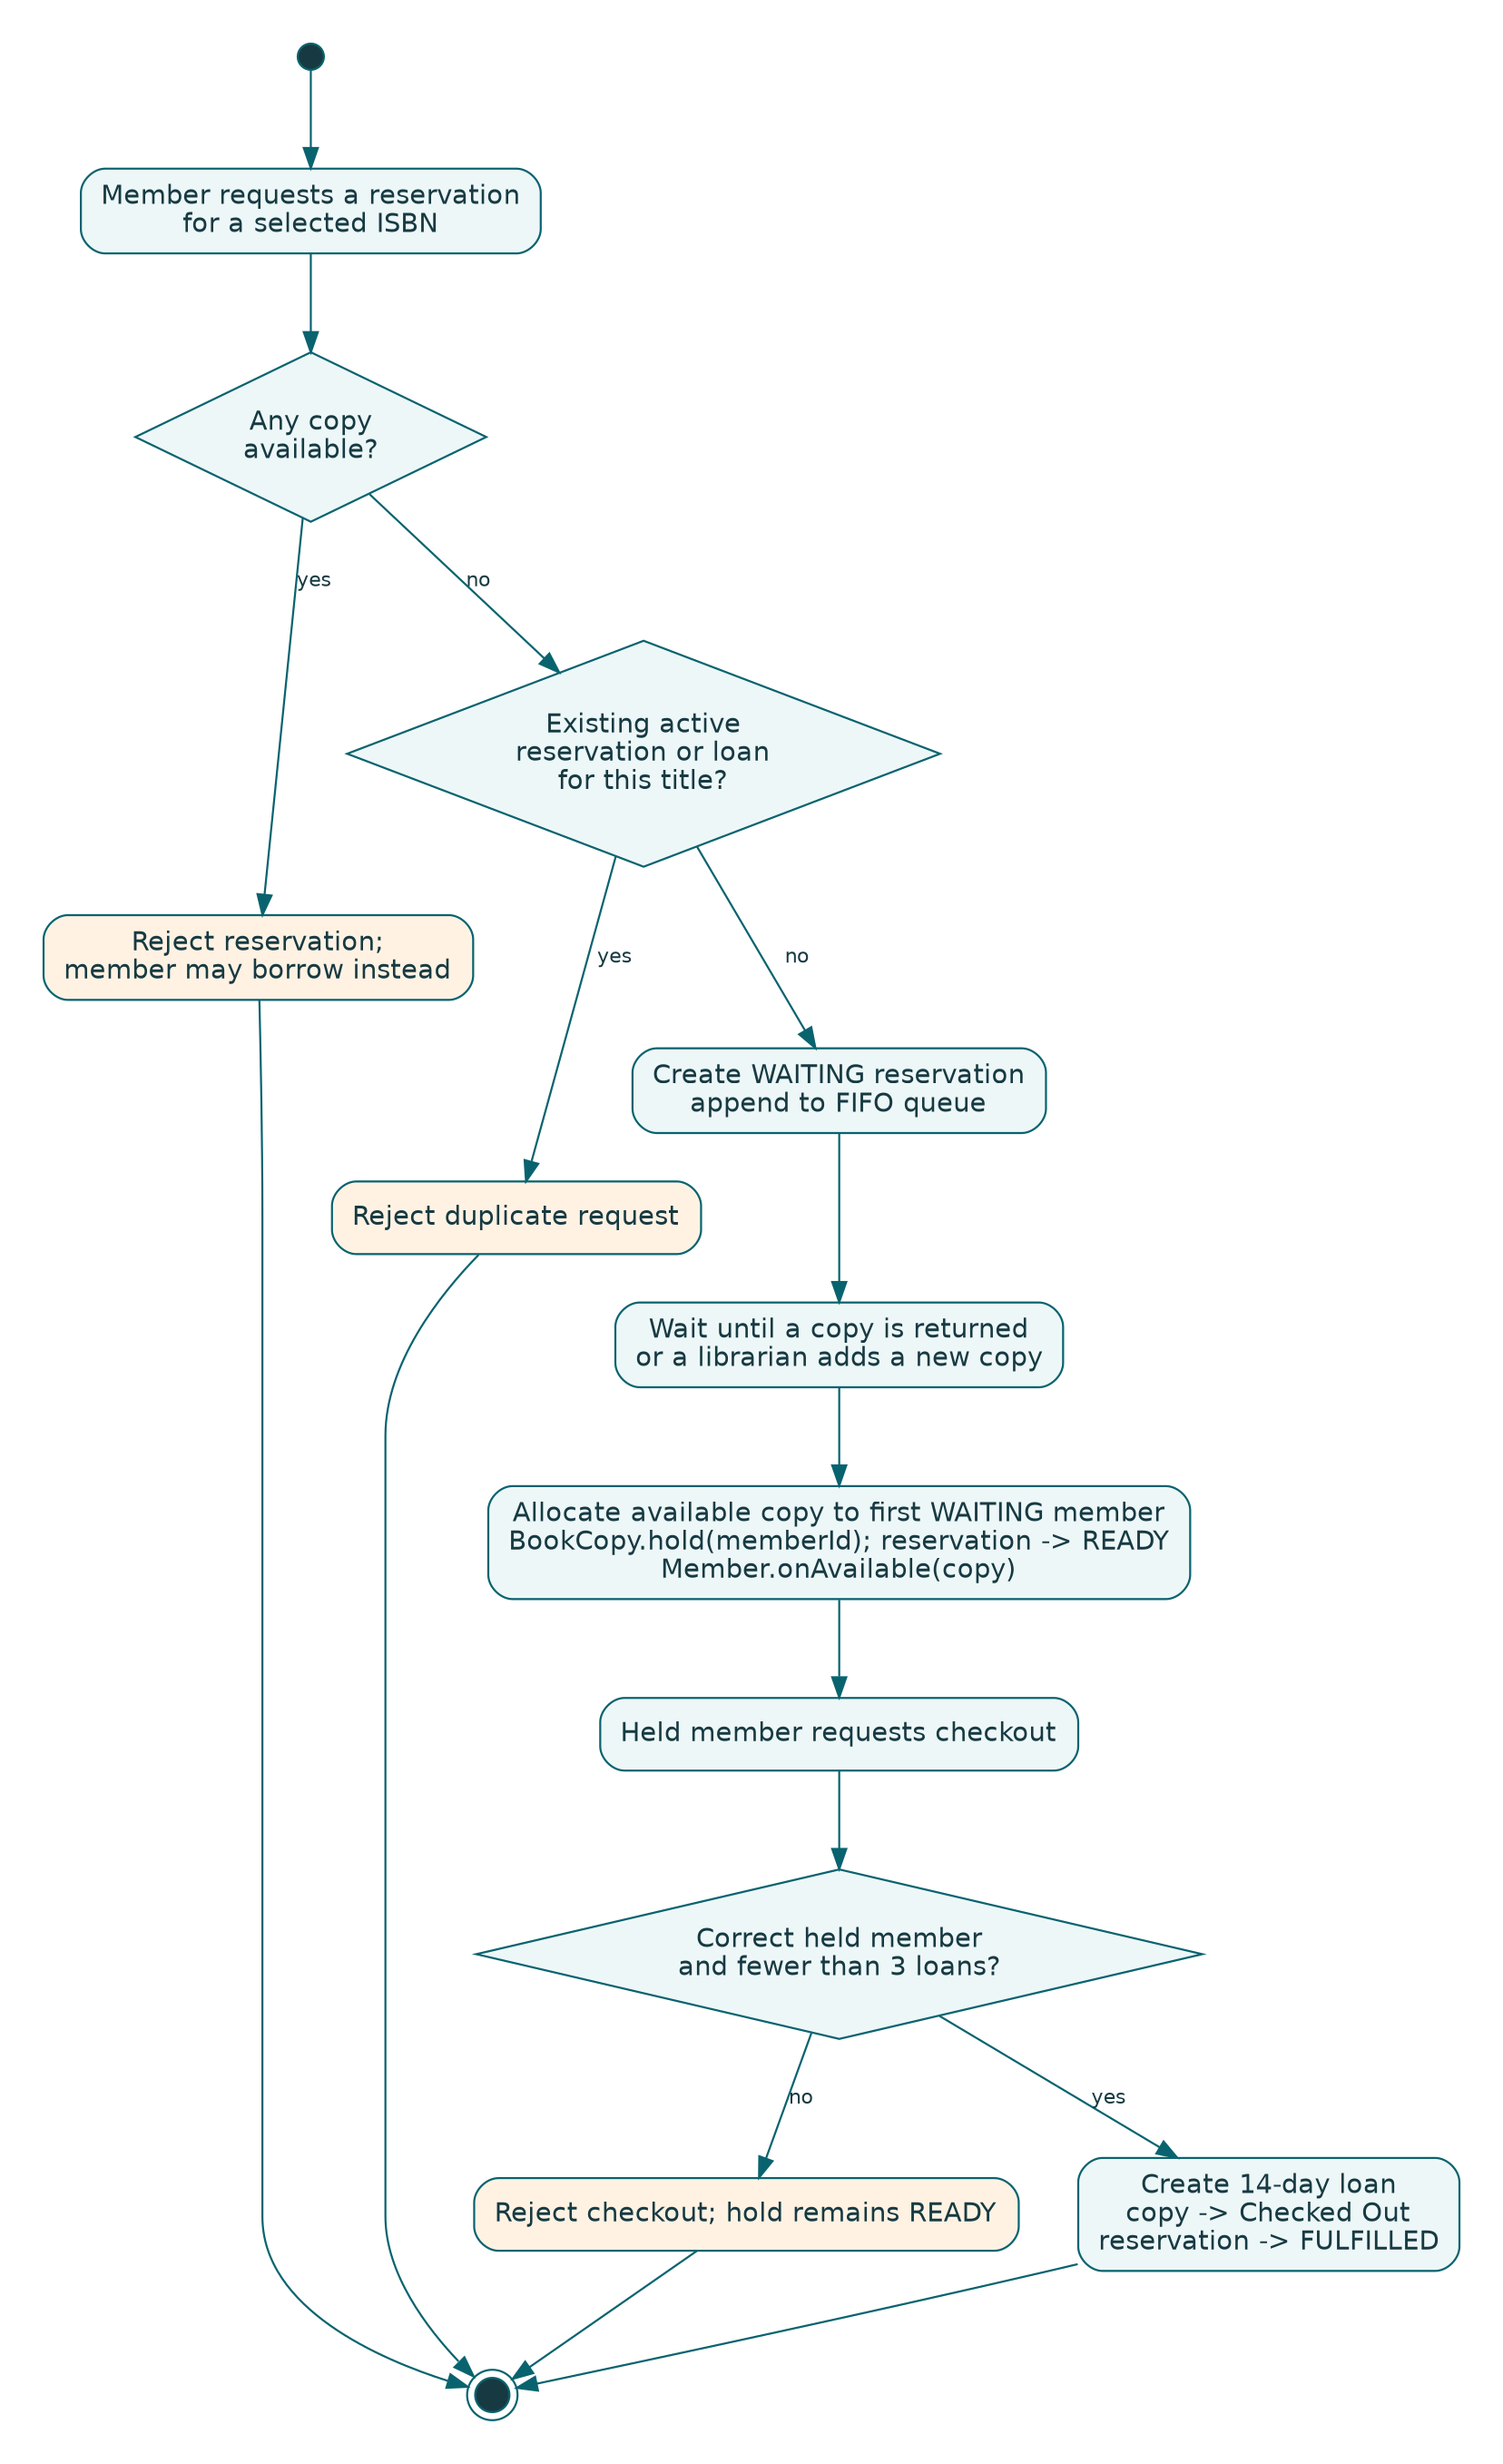 Member requests a reservation
for a selected ISBN
Any copy
available?
yes
no
Existing active
reservation or loan
for this title?
Reject reservation;
member may borrow instead
yes
no
Create WAITING reservation
append to FIFO queue
Reject duplicate request
Wait until a copy is returned
or a librarian adds a new copy
Allocate available copy to first WAITING member
BookCopy.hold(memberId); reservation -> READY
Member.onAvailable(copy)
Held member requests checkout
Correct held member
and fewer than 3 loans?
no
yes
Reject checkout; hold remains READY
Create 14-day loan
copy -> Checked Out
reservation -> FULFILLED